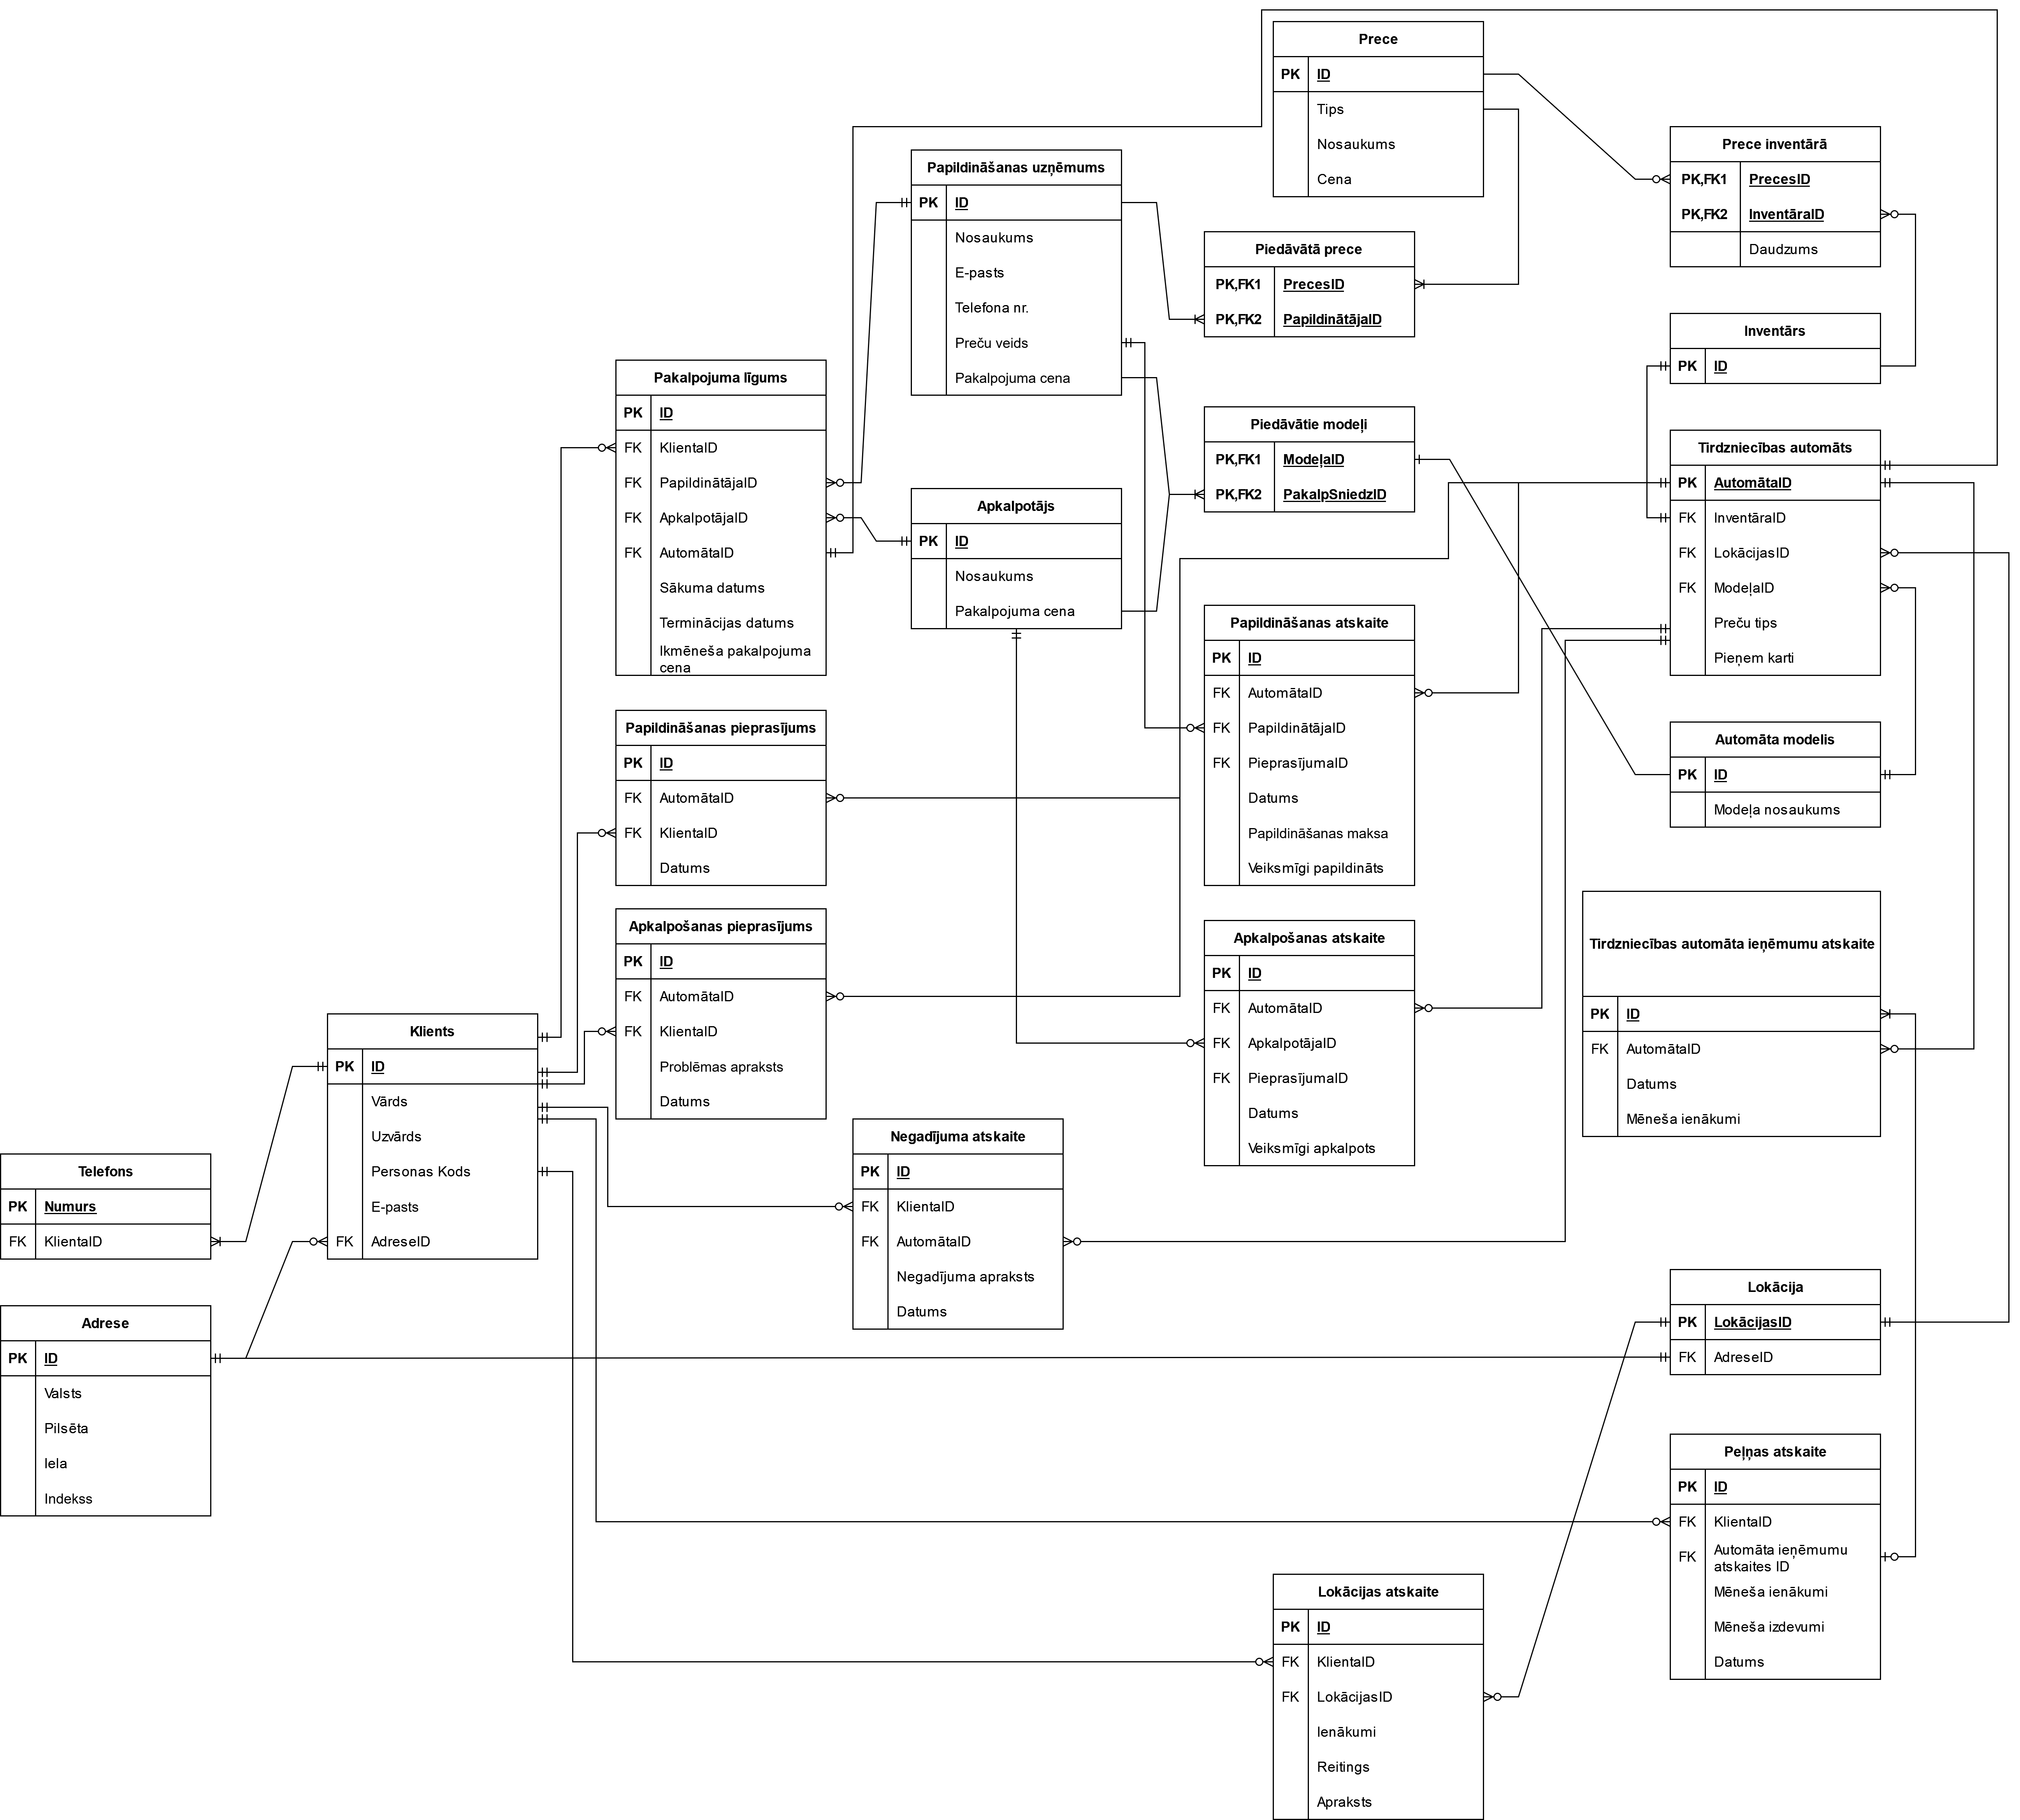 Prece
PK ID
Tips
Nosaukums
Cena
Prece inventārā
PK,FK1 PrecesID
PK,FK2 InventāraID
Daudzums
Papildināšanas uzņēmums
PK ID
Nosaukums
E-pasts
Telefona nr.
Preču veids
Pakalpojuma cena
Piedāvātā prece
PK,FK1 PrecesID
PK,FK2 PapildinātājaID
Inventārs
PK ID
Pakalpojuma līgums
PK ID
FK KlientaID
FK PapildinātājaID
FK ApkalpotājaID
FK AutomātaID
Sākuma datums
Terminācijas datums
Ikmēneša pakalpojuma
cena
Piedāvātie modeļi
PK,FK1 ModeļaID
PK,FK2 PakalpSniedzID
Tirdzniecības automāts
PK AutomātaID
FK InventāraID
FK LokācijasID
FK ModeļaID
Preču tips
Pieņem karti
Apkalpotājs
PK ID
Nosaukums
Pakalpojuma cena
Papildināšanas atskaite
PK ID
FK AutomātaID
FK PapildinātājaID
FK PieprasījumaID
Datums
Papildināšanas maksa
Veiksmīgi papildināts
Papildināšanas pieprasījums
PK ID
FK AutomātaID
FK KlientaID
Datums
Automāta modelis
PK ID
Modeļa nosaukums
Apkalpošanas pieprasījums
PK ID
FK AutomātaID
FK KlientaID
Problēmas apraksts
Datums
Apkalpošanas atskaite
PK ID
FK AutomātaID
FK ApkalpotājaID
FK PieprasījumaID
Datums
Veiksmīgi apkalpots
Tirdzniecības automāta ieņēmumu atskaite
PK ID
FK AutomātaID
Datums
Mēneša ienākumi
Klients
PK ID
Vārds
Uzvārds
Personas Kods
E-pasts
FK AdreseID
Negadījuma atskaite
PK ID
FK KlientaID
FK AutomātaID
Negadījuma apraksts
Datums
Telefons
PK Numurs
FK KlientaID
Adrese
PK ID
Valsts
Pilsēta
Iela
Indekss
Lokācija
PK LokācijasID
FK AdreseID
Peļņas atskaite
PK ID
FK KlientaID
FK Automāta ieņēmumu
atskaites ID
Mēneša ienākumi
Mēneša izdevumi
Datums
Lokācijas atskaite
PK ID
FK KlientaID
FK LokācijasID
Ienākumi
Reitings
Apraksts